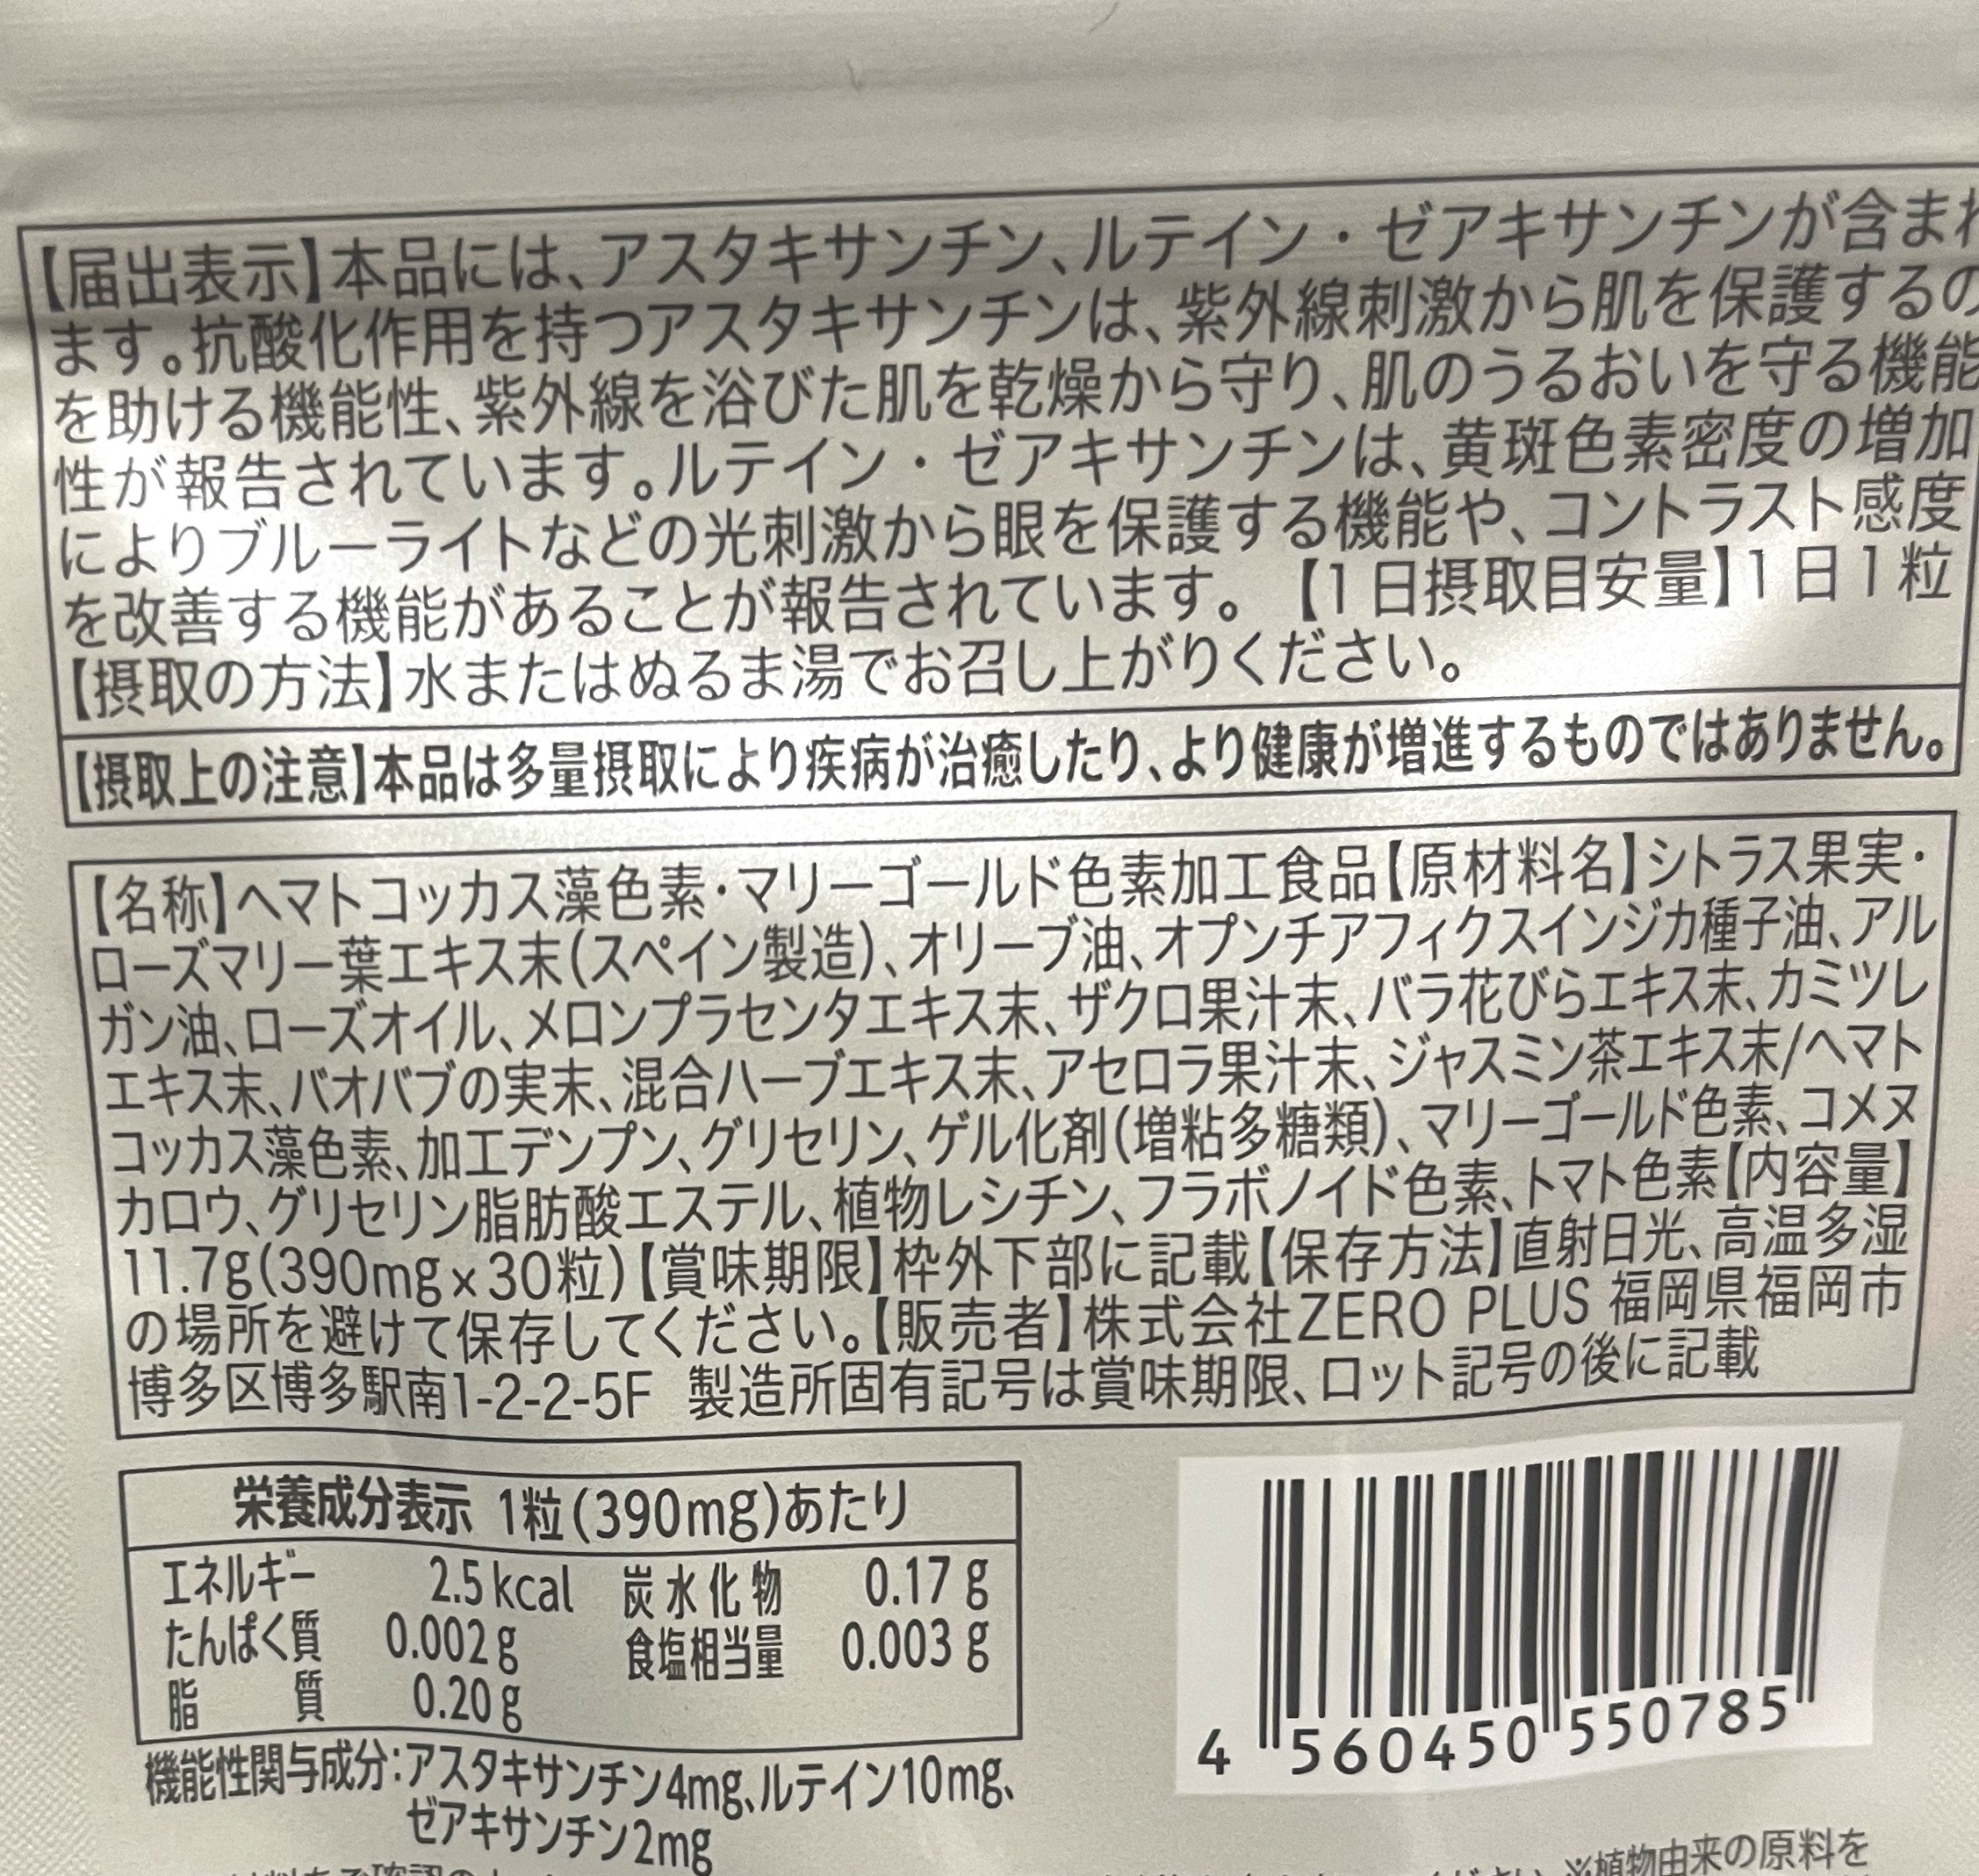 【届出表示】本品には、アスタキサンチン、ルテイン・ゼアキサンチンが含まれ
ます。抗酸化作用を持つアスタキサンチンは、紫外線刺激から肌を保護するの
を助ける機能性、紫外線を浴びた肌を乾燥から守り、肌のうるおいを守る機能
性が報告されています。ルテイン・ゼアキサンチンは、黄斑色素密度の増加
によりブルーライトなどの光刺激から眼を保護する機能や、コントラスト感度
を改善する機能があることが報告されています。【1日摂取目安量】1日1粒
【摂取の方法】水またはぬるま湯でお召し上がりください。
【摂取上の注意】本品は多量摂取により疾病が治癒したり、より健康が増進するものではありません。
【名称】ヘマトコッカス藻色素・マリーゴールド色素加工食品【原材料名】シトラス果実・
ローズマリー葉エキス末(スペイン製造)、オリーブ油、オプンチアフィクスインジカ種子油、アル
ガン油、ローズオイル、メロンプラセンタエキス末、ザクロ果汁末、バラ花びらエキス末、カミツレ
エキス末、バオバブの実末、混合ハーブエキス末、アセロラ果汁末、ジャスミン茶エキス末/ヘマト
コッカス藻色素、加工デンプン、グリセリン、ゲル化剤(増粘多糖類)、マリーゴールド色素、コメヌ
カロウ、グリセリン脂肪酸エステル、植物レシチン、フラボノイド色素、トマト色素【内容量】
11.7g(390mg×30粒)【賞味期限】枠外下部に記載【保存方法】直射日光、高温多湿
の場所を避けて保存してください。【販売者】株式会社ZERO PLUS 福岡県福岡市
博多区博多駅南1-2-2-5F 製造所固有記号は賞味期限、ロット記号の後に記載
栄養成分表示 1粒(390mg)あたり
エネルギー 2.5kcal 炭水化物 0.17g
たんぱく質 0.002g 食塩相当量 0.003g
脂質 0.20g
機能性関与成分:アスタキサンチン4mg、ルテイン10mg、
ゼアキサンチン2mg
4 560450 550785
※植物由来の原料を